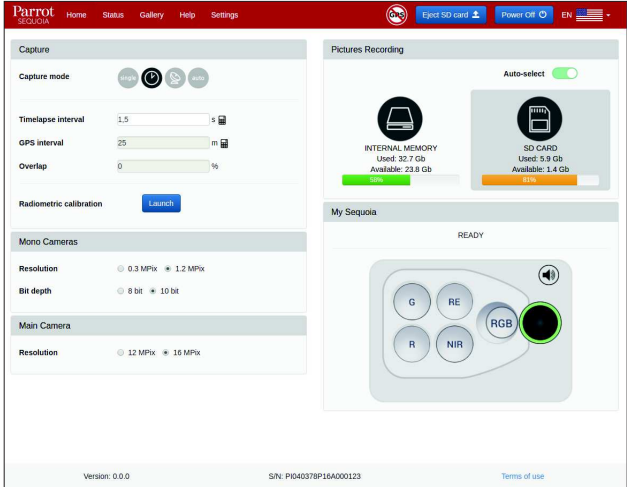 Parrot
SEQUOIA
Home Status Gallery Help Settings
GPS
Eject SD card
Power Off
EN
Capture
Capture mode
single
auto
Timelapse interval 1,5 s
GPS interval 25 m
Overlap 0 %
Radiometric calibration Launch
Mono Cameras
Resolution 0.3 MPix 1.2 MPix
Bit depth 8 bit 10 bit
Main Camera
Resolution 12 MPix 16 MPix
Pictures Recording
Auto-select
INTERNAL MEMORY
Used: 32.7 Gb
Available: 23.8 Gb
58%
SD CARD
Used: 5.9 Gb
Available: 1.4 Gb
81%
My Sequoia
READY
G RE
RGB
R NIR
Version: 0.0.0 S/N: PI040378P16A000123 Terms of use